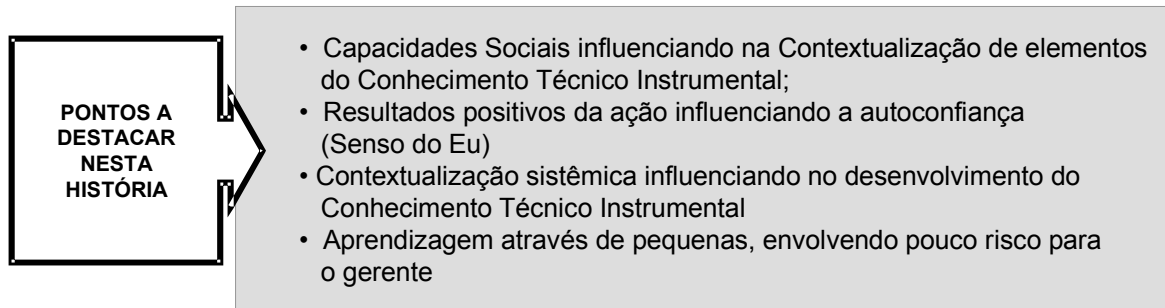 PONTOS A
DESTACAR
NESTA
HISTÓRIA
• Capacidades Sociais influenciando na Contextualização de elementos
do Conhecimento Técnico Instrumental;
• Resultados positivos da ação influenciando a autoconfiança
(Senso do Eu)
• Contextualização sistêmica influenciando no desenvolvimento do
Conhecimento Técnico Instrumental
• Aprendizagem através de pequenas, envolvendo pouco risco para
o gerente